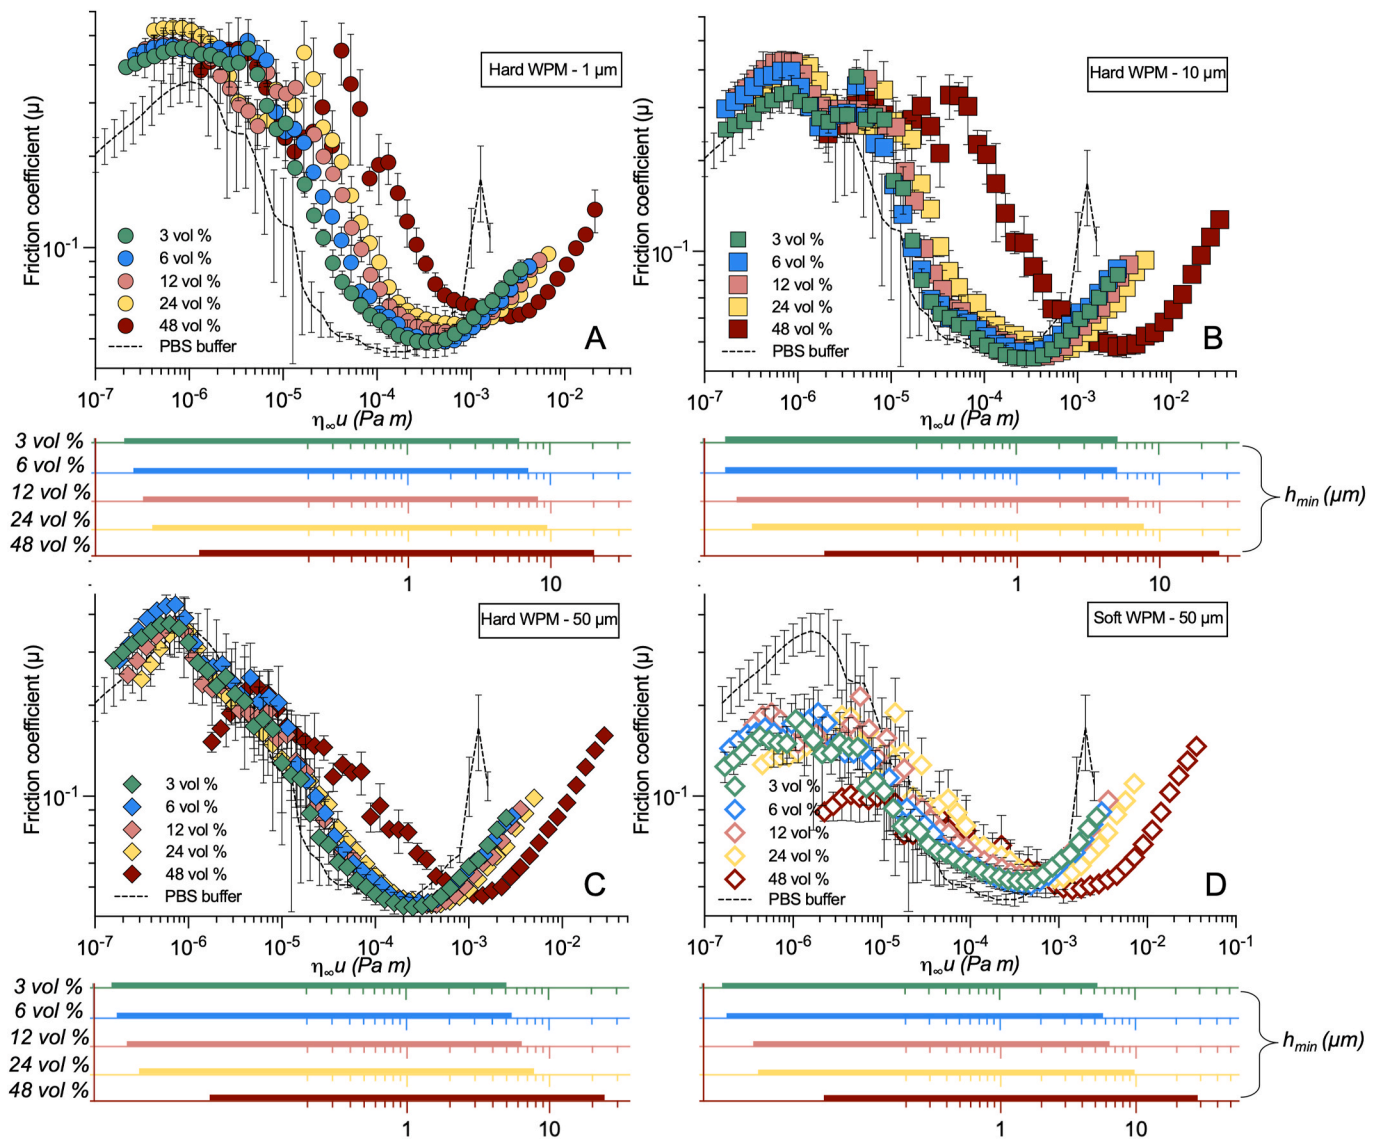 Hard WPM - 1 µm
Friction coefficient (µ)
10⁻¹
3 vol %
6 vol %
12 vol %
24 vol %
48 vol %
PBS buffer
A
10⁻⁷ 10⁻⁶ 10⁻⁵ 10⁻⁴ 10⁻³ 10⁻²
η∞u (Pa m)
Hard WPM - 10 µm
Friction coefficient (µ)
10⁻¹
3 vol %
6 vol %
12 vol %
24 vol %
48 vol %
PBS buffer
B
10⁻⁷ 10⁻⁶ 10⁻⁵ 10⁻⁴ 10⁻³ 10⁻²
η∞u (Pa m)
3 vol %
6 vol %
12 vol %
24 vol %
48 vol %
1 10
1 10
hmin (µm)
Hard WPM - 50 µm
Friction coefficient (µ)
10⁻¹
3 vol %
6 vol %
12 vol %
24 vol %
48 vol %
PBS buffer
C
10⁻⁷ 10⁻⁶ 10⁻⁵ 10⁻⁴ 10⁻³ 10⁻²
η∞u (Pa m)
Soft WPM - 50 µm
Friction coefficient (µ)
10⁻¹
3 vol %
6 vol %
12 vol %
24 vol %
48 vol %
PBS buffer
D
10⁻⁷ 10⁻⁶ 10⁻⁵ 10⁻⁴ 10⁻³ 10⁻² 10⁻¹
η∞u (Pa m)
3 vol %
6 vol %
12 vol %
24 vol %
48 vol %
1 10
1 10
hmin (µm)